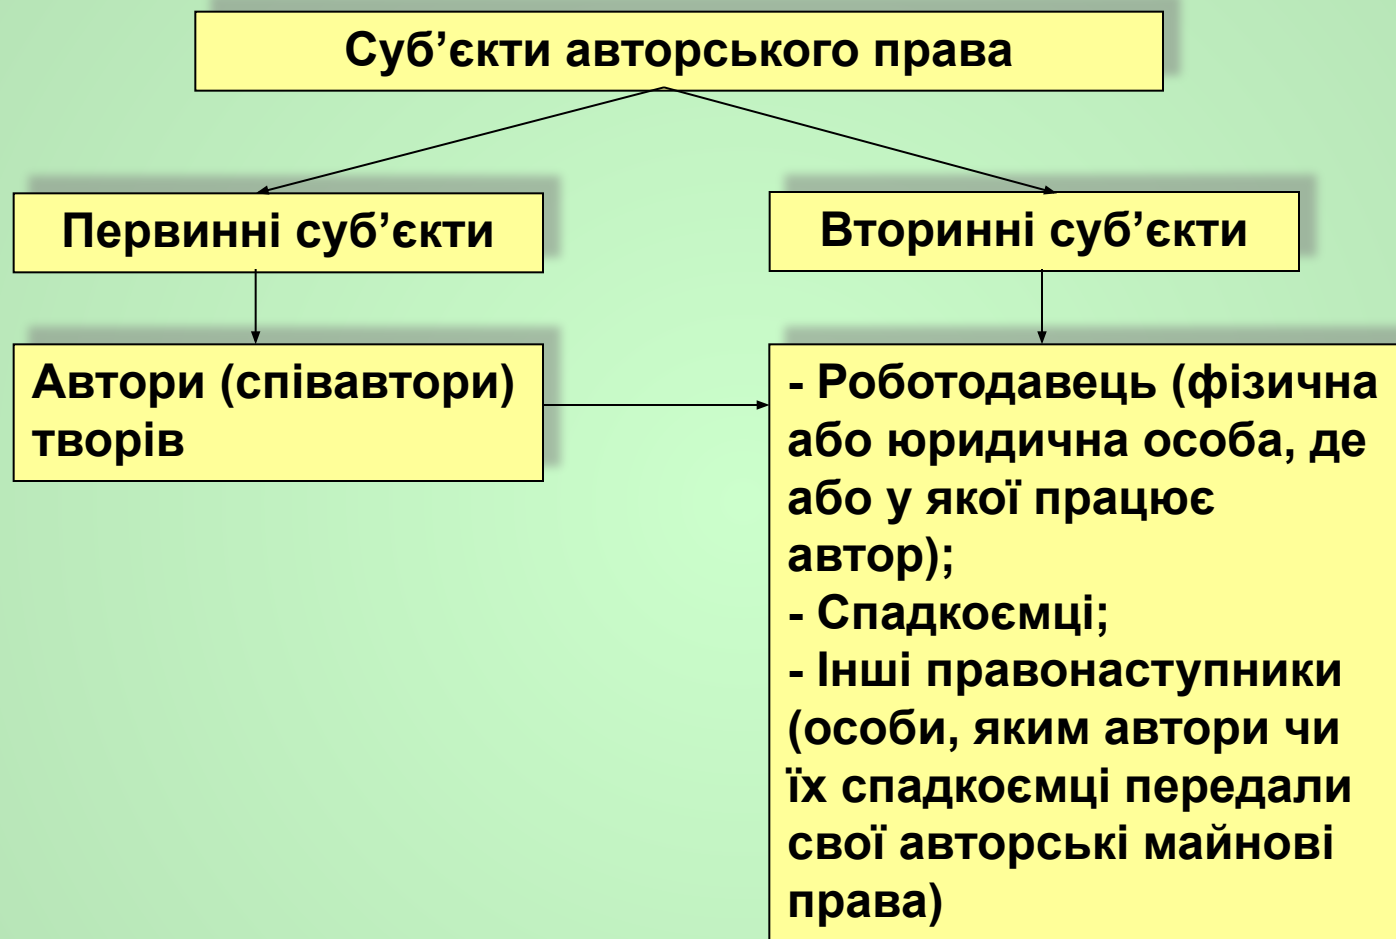 Суб’єкти авторського права
Первинні суб’єкти
Вторинні суб’єкти
Автори (співавтори)
творів
- Роботодавець (фізична
або юридична особа, де
або у якої працює
автор);
- Спадкоємці;
- Інші правонаступники
(особи, яким автори чи
їх спадкоємці передали
свої авторські майнові
права)